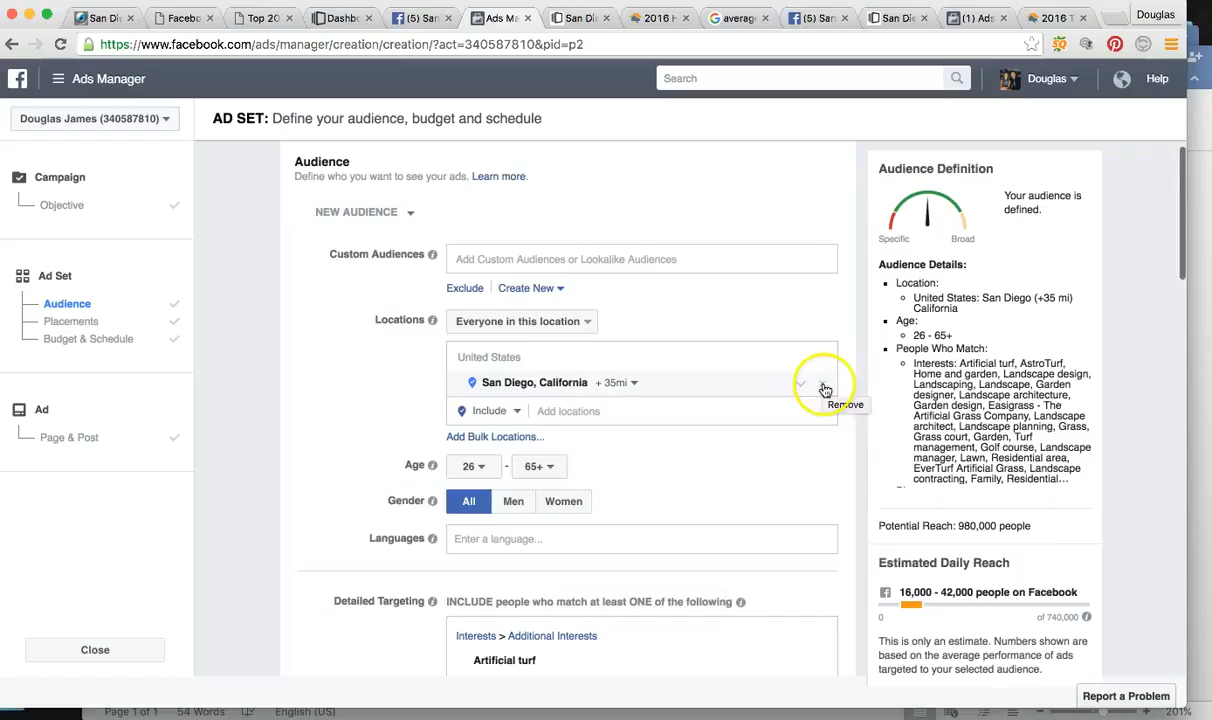 San Di
Faceb
Top 20
Dashb
(5) San
Ads Ma
San Di
2016 H
averag
(5) San
San Di
(1) Ads
2016 T
Douglas
https://www.facebook.com/ads/manager/creation/creation/?act=340587810&pid=p2
Ads Manager
Search
Douglas
Help
Douglas James (340587810)
AD SET: Define your audience, budget and schedule
Campaign
Objective
Ad Set
Audience
Placements
Budget & Schedule
Ad
Page & Post
Close
Audience
Define who you want to see your ads. Learn more.
NEW AUDIENCE
Custom Audiences
Add Custom Audiences or Lookalike Audiences
Exclude
Create New
Locations
Everyone in this location
United States
San Diego, California + 35mi
Remove
Include
Add locations
Add Bulk Locations...
Age
26 - 65+
Gender
All
Men
Women
Languages
Enter a language...
Detailed Targeting
INCLUDE people who match at least ONE of the following
Interests > Additional Interests
Artificial turf
Audience Definition
Your audience is
defined.
Specific
Broad
Audience Details:
Location:
United States: San Diego (+35 mi)
California
Age:
26 - 65+
People Who Match:
Interests: Artificial turf, AstroTurf,
Home and garden, Landscape design,
Landscaping, Landscape, Garden
designer, Landscape architecture,
Garden design, Easigrass - The
Artificial Grass Company, Landscape
architect, Landscape planning, Grass,
Grass court, Garden, Turf
management, Golf course, Landscape
manager, Lawn, Residential area,
EverTurf Artificial Grass, Landscape
contracting, Family, Residential...
Potential Reach: 980,000 people
Estimated Daily Reach
16,000 - 42,000 people on Facebook
0
of 740,000
This is only an estimate. Numbers shown are
based on the average performance of ads
targeted to your selected audience.
Report a Problem
Page 1 of 1
54 Words
English (US)
201%